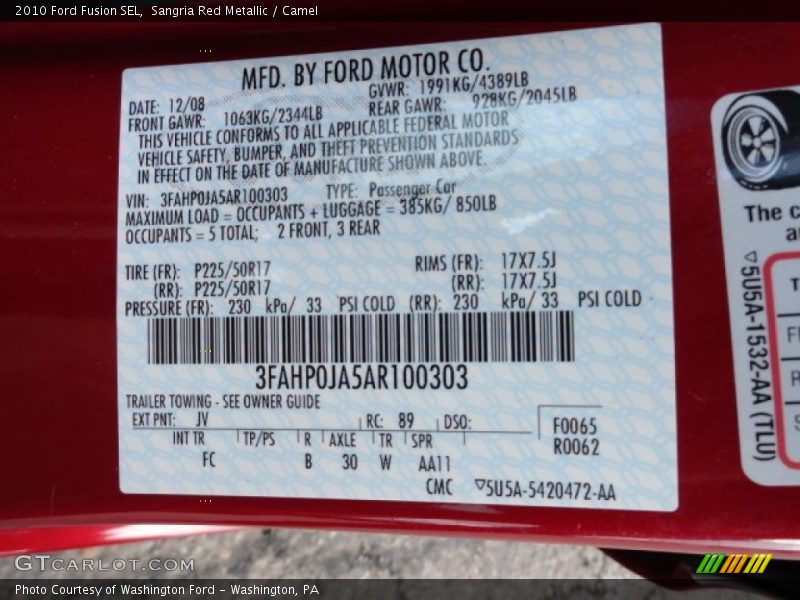 2010 Ford Fusion SEL, Sangria Red Metallic / Camel
MFD. BY FORD MOTOR CO.
DATE: 12/08 GVWR: 1991KG/4389LB
FRONT GAWR: 1063KG/2344LB REAR GAWR: 928KG/2045LB
THIS VEHICLE CONFORMS TO ALL APPLICABLE FEDERAL MOTOR
VEHICLE SAFETY, BUMPER, AND THEFT PREVENTION STANDARDS
IN EFFECT ON THE DATE OF MANUFACTURE SHOWN ABOVE.
VIN: 3FAHP0JA5AR100303 TYPE: Passenger Car
MAXIMUM LOAD = OCCUPANTS + LUGGAGE = 385KG/ 850LB
OCCUPANTS = 5 TOTAL; 2 FRONT, 3 REAR
TIRE (FR): P225/50R17 RIMS (FR): 17X7.5J
(RR): P225/50R17 (RR): 17X7.5J
PRESSURE (FR): 230 kPa/ 33 PSI COLD (RR): 230 kPa/ 33 PSI COLD
3FAHP0JA5AR100303
TRAILER TOWING - SEE OWNER GUIDE
EXT PNT: JV RC: 89 DSO: F0065
INT TR TP/PS R AXLE TR SPR R0062
FC B 30 W AA11
CMC 5U5A-5420472-AA
The c
a
5U5A-1532-AA (TLU)
T
F
R
S
GTCARLOT.COM
Photo Courtesy of Washington Ford - Washington, PA